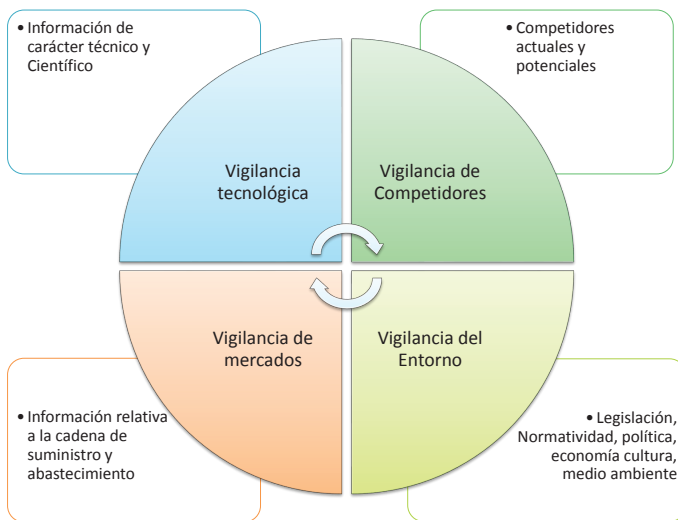 • Información de
carácter técnico y
Científico
• Competidores
actuales y
potenciales
Vigilancia
tecnológica
Vigilancia de
Competidores
Vigilancia de
mercados
Vigilancia del
Entorno
• Información relativa
a la cadena de
suministro y
abastecimiento
• Legislación,
Normatividad, política,
economía cultura,
medio ambiente